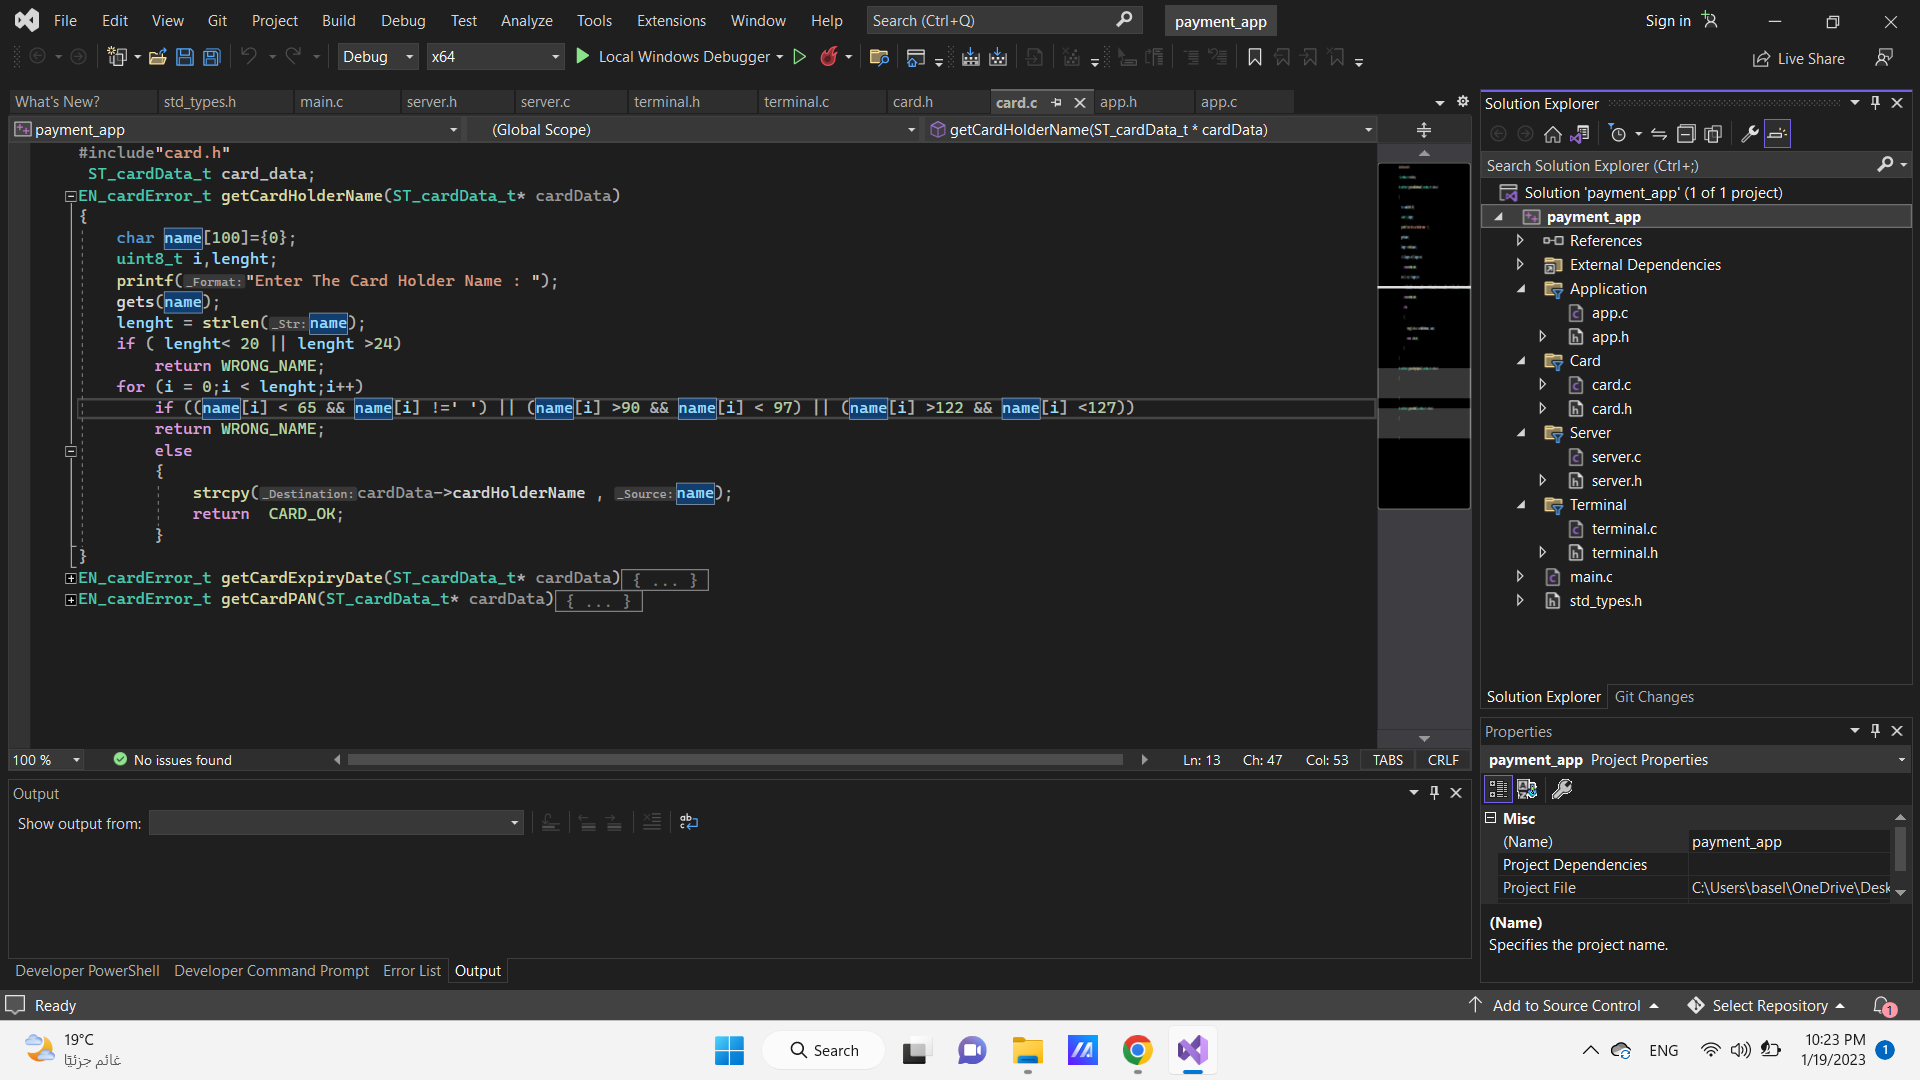 File Edit View Git Project Build Debug Test Analyze Tools Extensions Window Help Search (Ctrl+Q) payment_app Sign in
Debug x64 Local Windows Debugger Live Share
What's New? std_types.h main.c server.h server.c terminal.h terminal.c card.h card.c app.h app.c
payment_app (Global Scope) getCardHolderName(ST_cardData_t * cardData)
#include"card.h"
ST_cardData_t card_data;
EN_cardError_t getCardHolderName(ST_cardData_t* cardData)
{
char name[100]={0};
uint8_t i,lenght;
printf(_Format:"Enter The Card Holder Name : ");
gets(name);
lenght = strlen(_Str:name);
if ( lenght< 20 || lenght >24)
return WRONG_NAME;
for (i = 0;i < lenght;i++)
if ((name[i] < 65 && name[i] !=' ') || (name[i] >90 && name[i] < 97) || (name[i] >122 && name[i] <127))
return WRONG_NAME;
else
{
strcpy(_Destination:cardData->cardHolderName , _Source:name);
return CARD_OK;
}
}
EN_cardError_t getCardExpiryDate(ST_cardData_t* cardData){ ... }
EN_cardError_t getCardPAN(ST_cardData_t* cardData){ ... }
100 % No issues found Ln: 13 Ch: 47 Col: 53 TABS CRLF
Output
Show output from:
Developer PowerShell Developer Command Prompt Error List Output
Solution Explorer
Search Solution Explorer (Ctrl+;)
Solution 'payment_app' (1 of 1 project)
payment_app
References
External Dependencies
Application
app.c
app.h
Card
card.c
card.h
Server
server.c
server.h
Terminal
terminal.c
terminal.h
main.c
std_types.h
Solution Explorer Git Changes
Properties
payment_app Project Properties
Misc
(Name) payment_app
Project Dependencies
Project File C:\Users\basel\OneDrive\Desk
(Name)
Specifies the project name.
Ready Add to Source Control Select Repository 1
19°C
غائم جزئيًا
Search
ENG
10:23 PM
1/19/2023
1